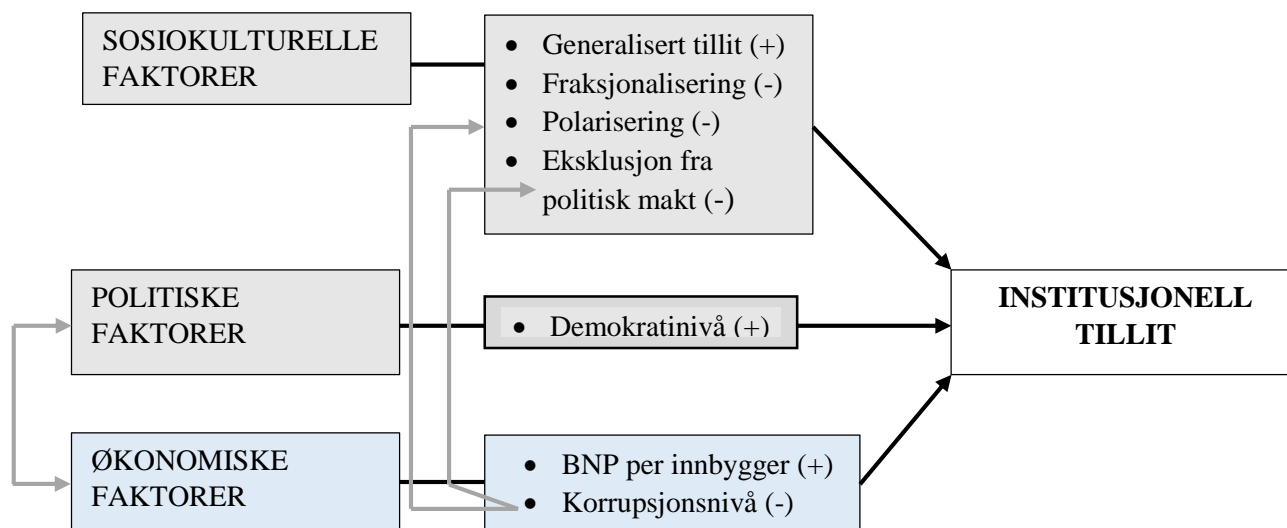 SOSIOKULTURELLE
FAKTORER
• Generalisert tillit (+)
• Fraksjonalisering (-)
• Polarisering (-)
• Eksklusjon fra
politisk makt (-)
POLITISKE
FAKTORER
• Demokratinivå (+)
INSTITUSJONELL
TILLIT
ØKONOMISKE
FAKTORER
• BNP per innbygger (+)
• Korrupsjonsnivå (-)